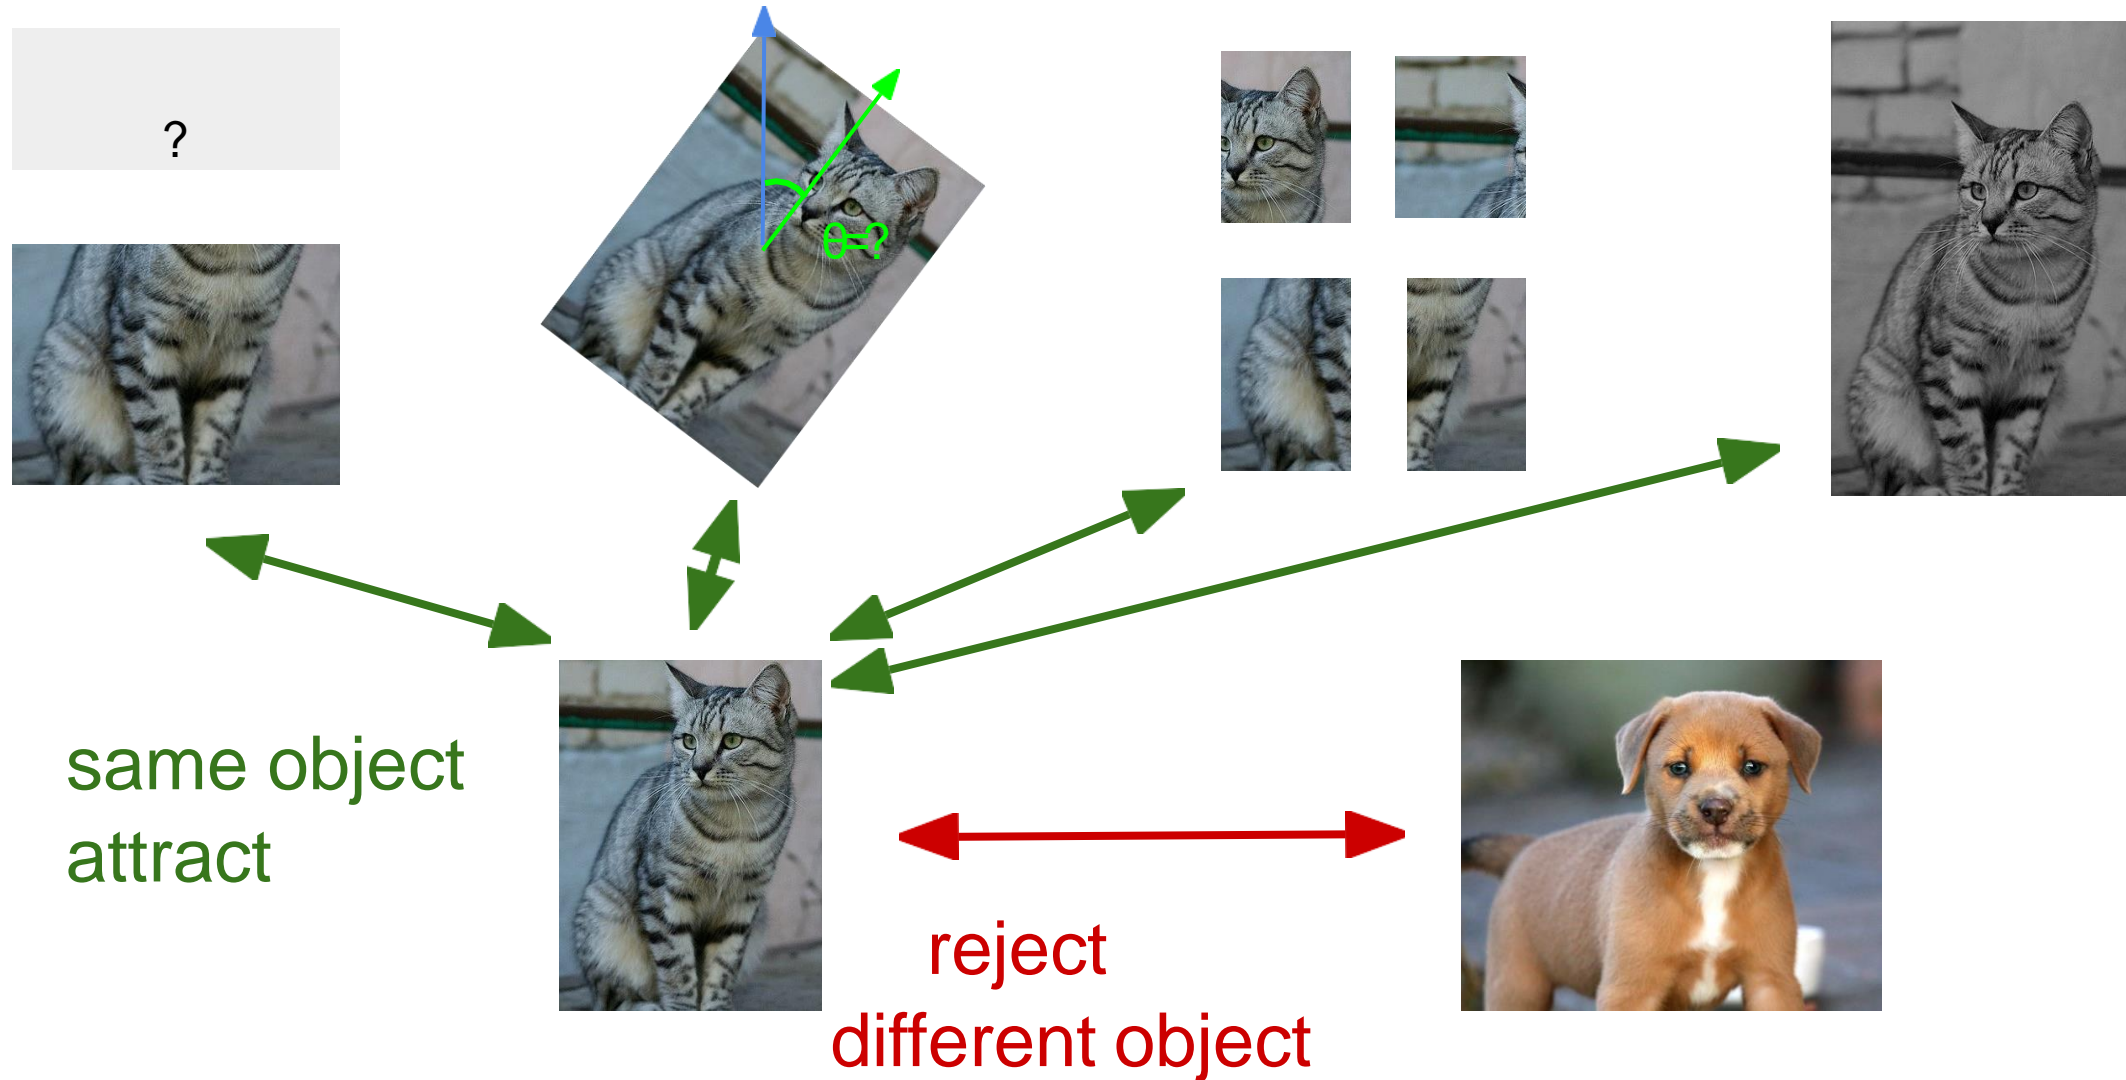 ?
θ=?
same object
attract
reject
different object